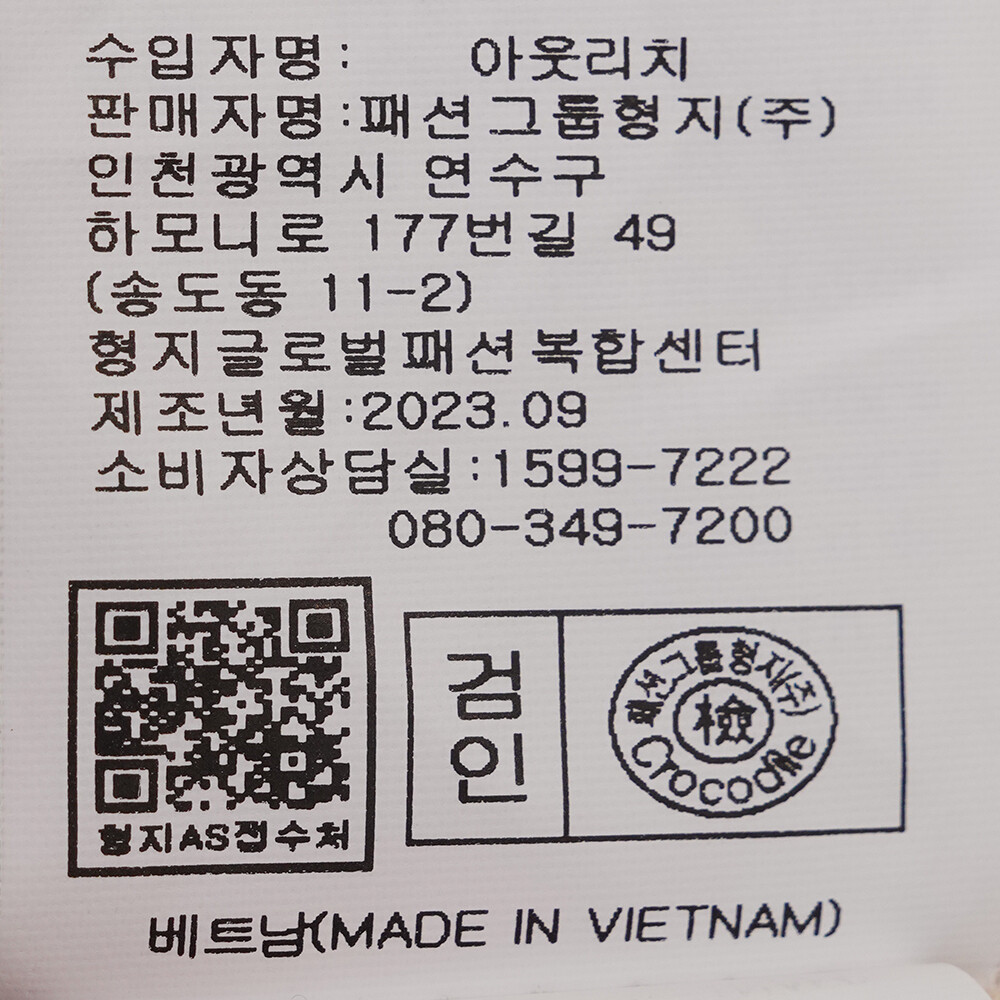 수입자명: 아웃리치
판매자명:패션그룹형지(주)
인천광역시 연수구
하모니로 177번길 49
(송도동 11-2)
형지글로벌패션복합센터
제조년월:2023.09
소비자상담실:1599-7222
080-349-7200
형지AS접수처
검인
패션그룹형지(주)
檢
Crocodile
베트남(MADE IN VIETNAM)